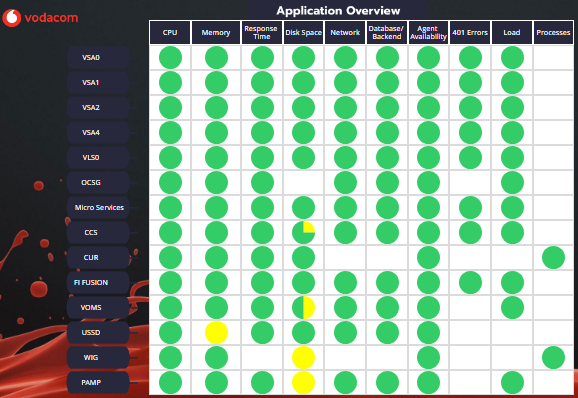 vodacom
Application Overview
CPU
Memory
Response
Time
Disk Space
Network
Database/
Backend
Agent
Availability
401 Errors
Load
Processes
VSA0
VSA1
VSA2
VSA4
VLS0
OCSG
Micro Services
CCS
CUR
FI FUSION
VOMS
USSD
WIG
PAMP